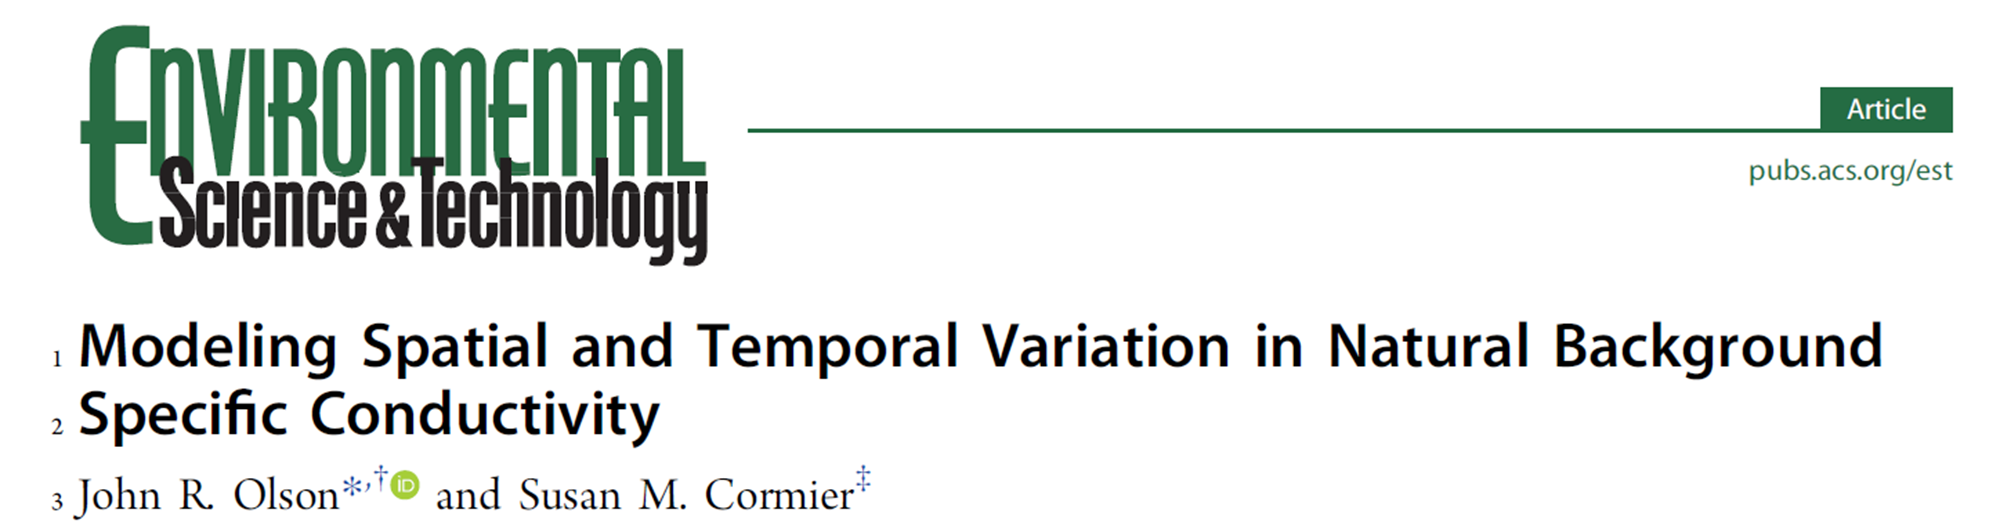 ENVIRONMENTAL
Science & Technology
Article
pubs.acs.org/est
1 Modeling Spatial and Temporal Variation in Natural Background
2 Specific Conductivity
3 John R. Olson*,† iD and Susan M. Cormier‡